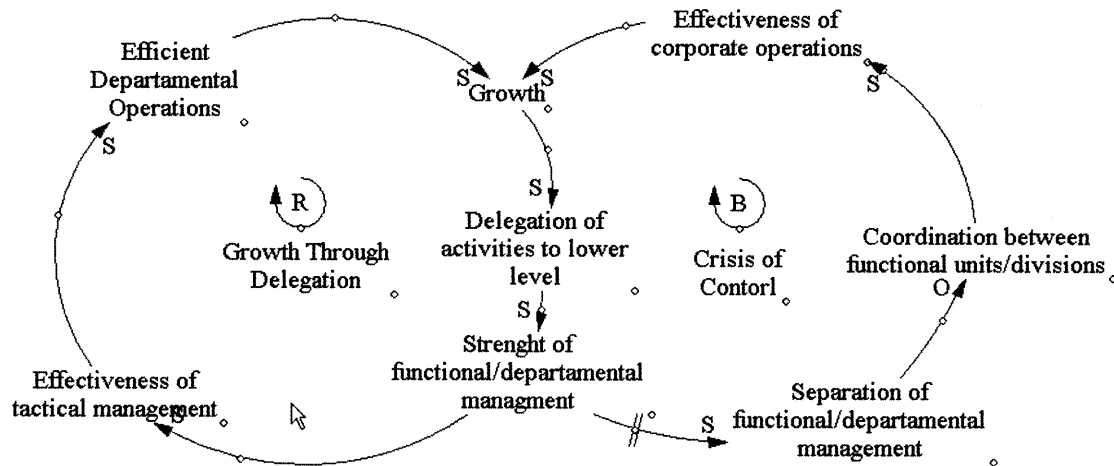 Efficient
Departamental
Operations
S
Effectiveness of
corporate operations
S
S
Growth
S
S
R
Growth Through
Delegation
S
Delegation of
activities to lower
level
S
B
Crisis of
Contorl
Coordination between
functional units/divisions
O
Strenght of
functional/departamental
managment
Effectiveness of
tactical management
S
S
Separation of
functional/departamental
management